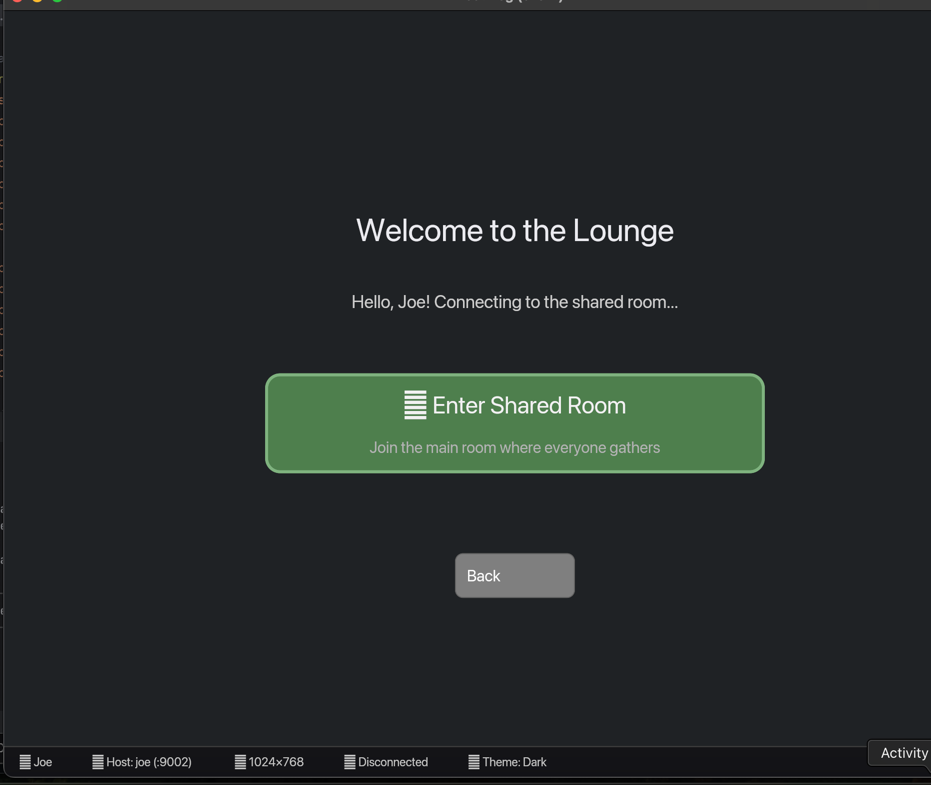 Welcome to the Lounge
Hello, Joe! Connecting to the shared room...
Enter Shared Room
Join the main room where everyone gathers
Back
Joe Host: joe (:9002) 1024×768 Disconnected Theme: Dark
Activity